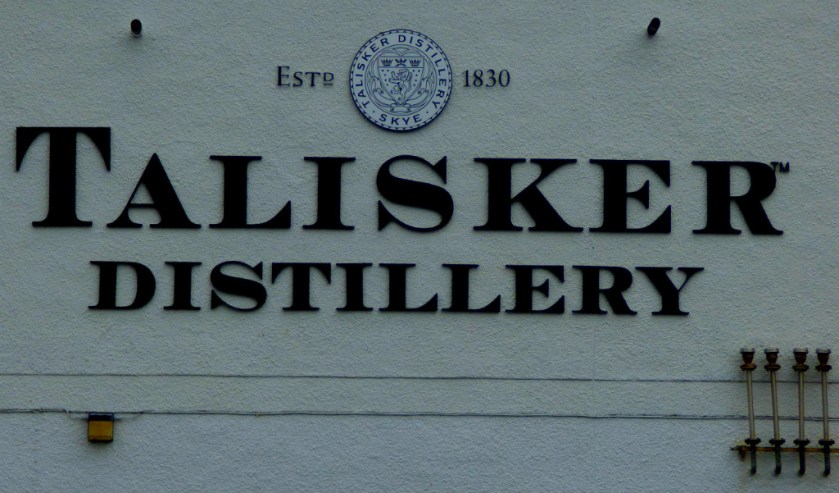 ESTD 1830
TALISKER DISTILLERY
SKYE
TALISKER™
DISTILLERY